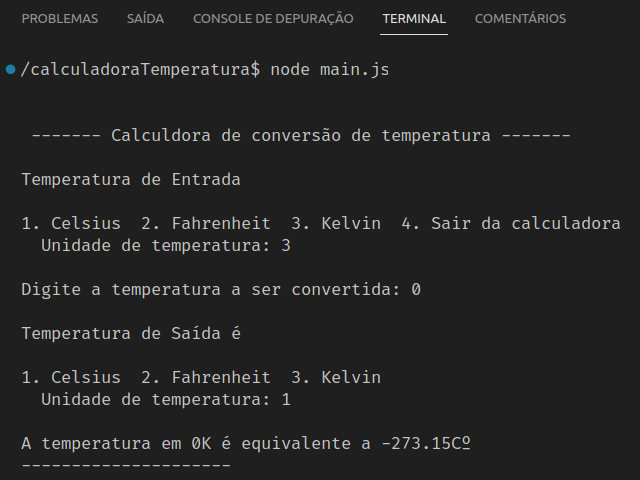 PROBLEMAS SAÍDA CONSOLE DE DEPURAÇÃO TERMINAL COMENTÁRIOS
/calculadoraTemperatura$ node main.js
------- Calculdora de conversão de temperatura -------
Temperatura de Entrada
1. Celsius  2. Fahrenheit  3. Kelvin  4. Sair da calculadora
Unidade de temperatura: 3
Digite a temperatura a ser convertida: 0
Temperatura de Saída é
1. Celsius  2. Fahrenheit  3. Kelvin
Unidade de temperatura: 1
A temperatura em 0K é equivalente a -273.15Cº
---------------------